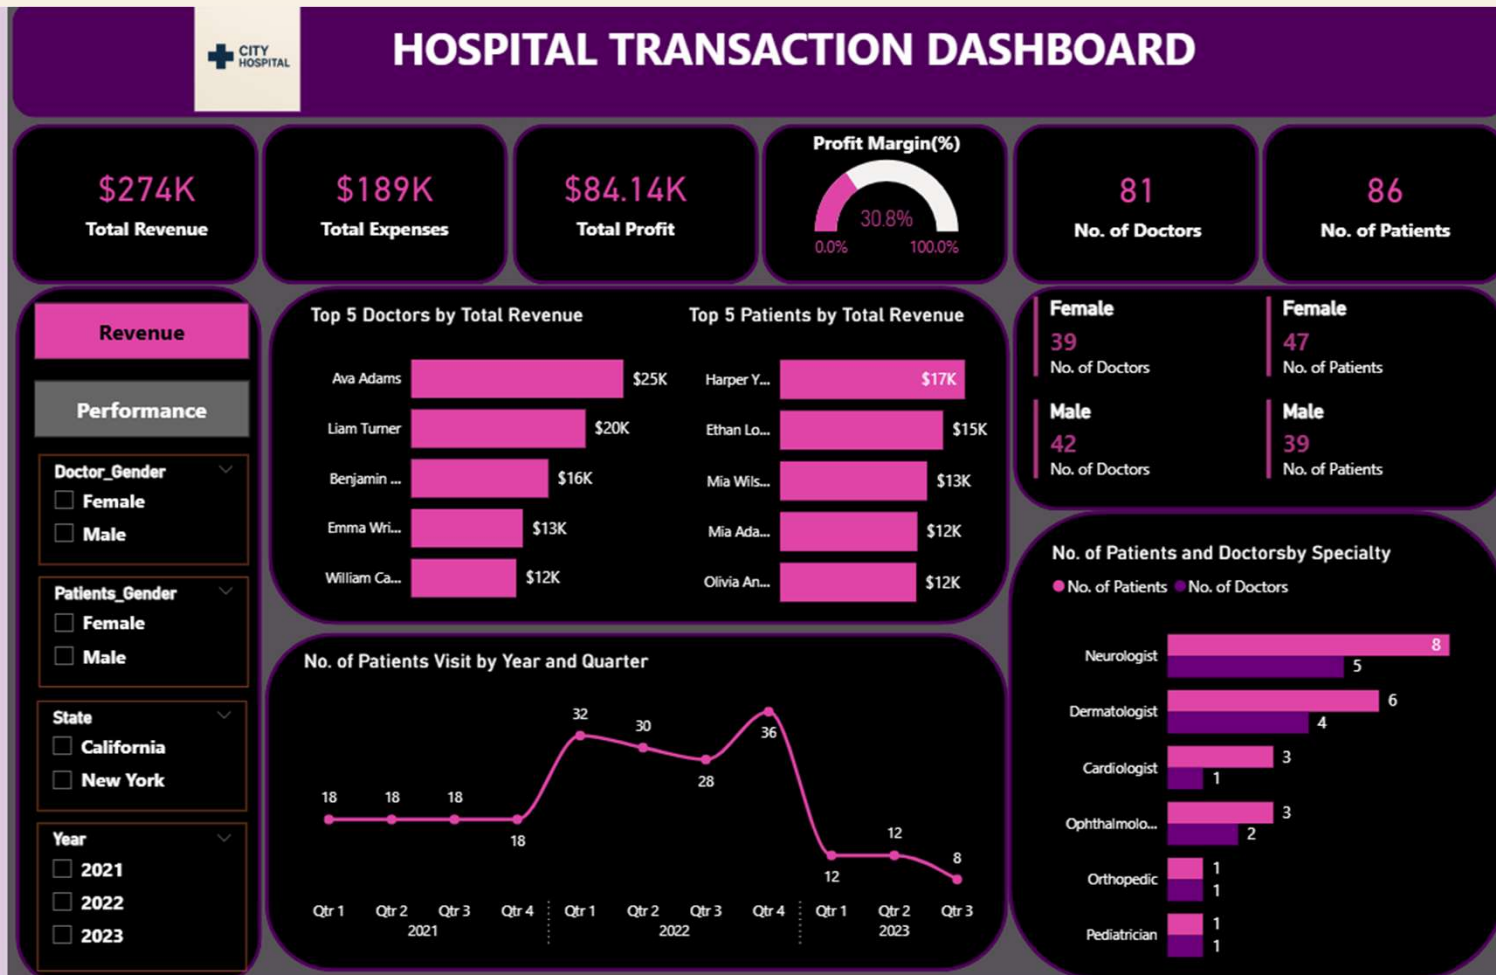 CITY
HOSPITAL
HOSPITAL TRANSACTION DASHBOARD
$274K
Total Revenue
$189K
Total Expenses
$84.14K
Total Profit
Profit Margin(%)
30.8%
0.0% 100.0%
81
No. of Doctors
86
No. of Patients
Revenue
Performance
Doctor_Gender
Female
Male
Patients_Gender
Female
Male
State
California
New York
Year
2021
2022
2023
Top 5 Doctors by Total Revenue
Ava Adams $25K
Liam Turner $20K
Benjamin ... $16K
Emma Wri... $13K
William Ca... $12K
Top 5 Patients by Total Revenue
Harper Y... $17K
Ethan Lo... $15K
Mia Wils... $13K
Mia Ada... $12K
Olivia An... $12K
Female
39
No. of Doctors
Female
47
No. of Patients
Male
42
No. of Doctors
Male
39
No. of Patients
No. of Patients Visit by Year and Quarter
18 18 18 18 32 30 28 36 12 12 8
Qtr 1 Qtr 2 Qtr 3 Qtr 4 Qtr 1 Qtr 2 Qtr 3 Qtr 4 Qtr 1 Qtr 2 Qtr 3
2021 2022 2023
No. of Patients and Doctorsby Specialty
No. of Patients No. of Doctors
Neurologist 8
5
Dermatologist 6
4
Cardiologist 3
1
Ophthalmolo... 3
2
Orthopedic 1
1
Pediatrician 1
1